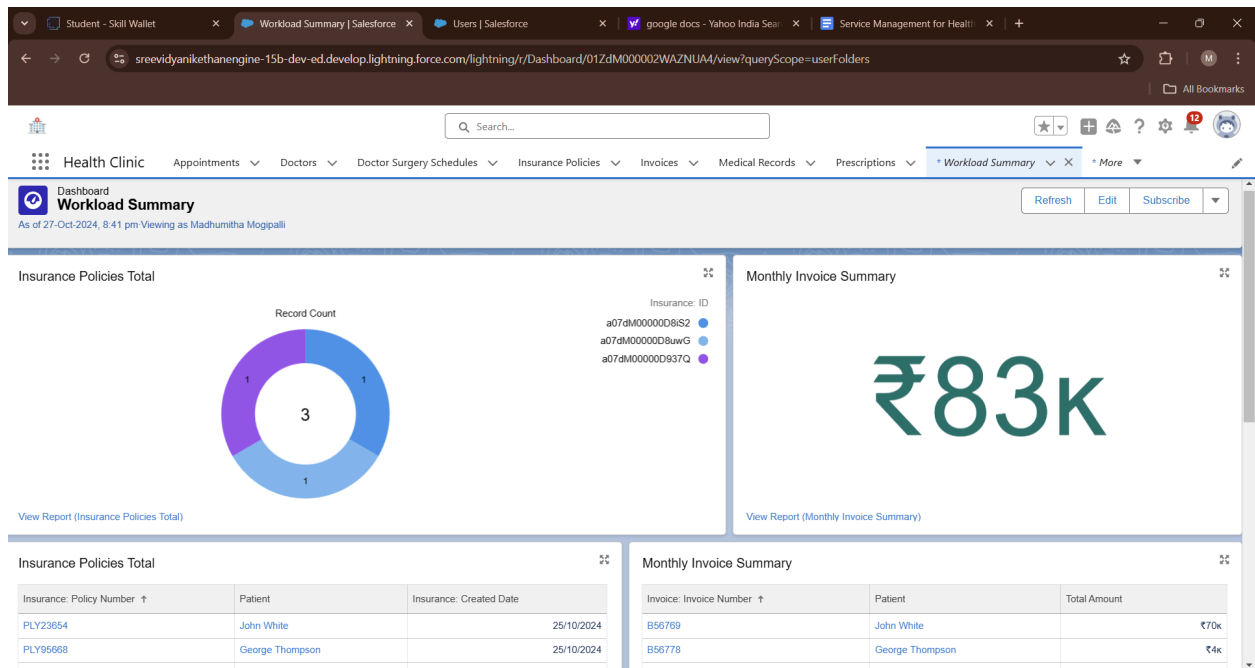 Student - Skill Wallet
Workload Summary | Salesforce
Users | Salesforce
google docs - Yahoo India Sear
Service Management for Health
sreevidyanikethanengine-15b-dev-ed.develop.lightning.force.com/lightning/r/Dashboard/01ZdM000002WAZNUA4/view?queryScope=userFolders
M
All Bookmarks
Search...
12
Health Clinic
Appointments
Doctors
Doctor Surgery Schedules
Insurance Policies
Invoices
Medical Records
Prescriptions
* Workload Summary
* More
Dashboard
Workload Summary
As of 27-Oct-2024, 8:41 pm·Viewing as Madhumitha Mogipalli
Refresh
Edit
Subscribe
Insurance Policies Total
Record Count
Insurance: ID
a07dM00000D8iS2
a07dM00000D8uwG
a07dM00000D937Q
1
1
3
1
View Report (Insurance Policies Total)
Monthly Invoice Summary
₹83K
View Report (Monthly Invoice Summary)
Insurance Policies Total
Insurance: Policy Number ↑ Patient Insurance: Created Date
PLY23654 John White 25/10/2024
PLY95668 George Thompson 25/10/2024
Monthly Invoice Summary
Invoice: Invoice Number ↑ Patient Total Amount
B56769 John White ₹70K
B56778 George Thompson ₹4K